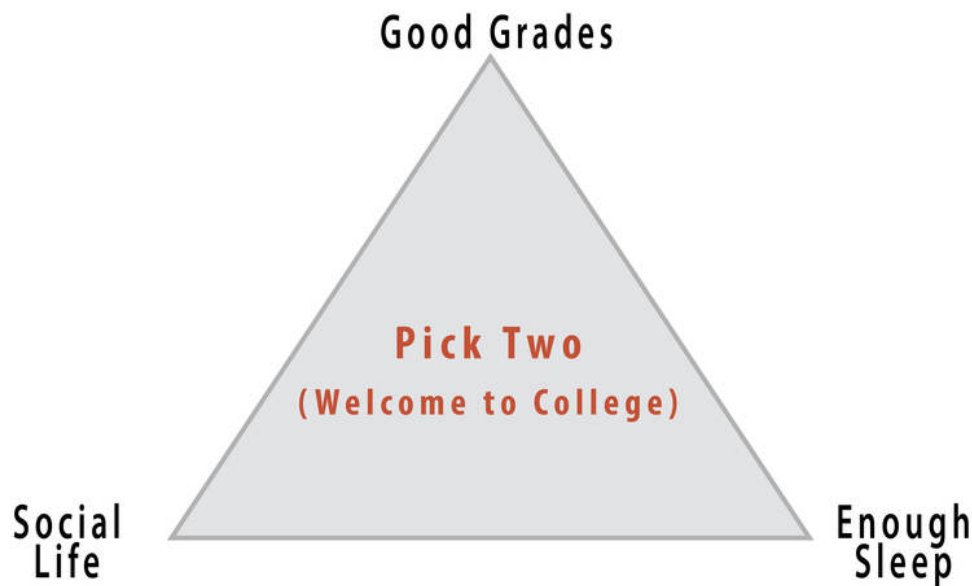 Good Grades
Pick Two
(Welcome to College)
Social
Life
Enough
Sleep